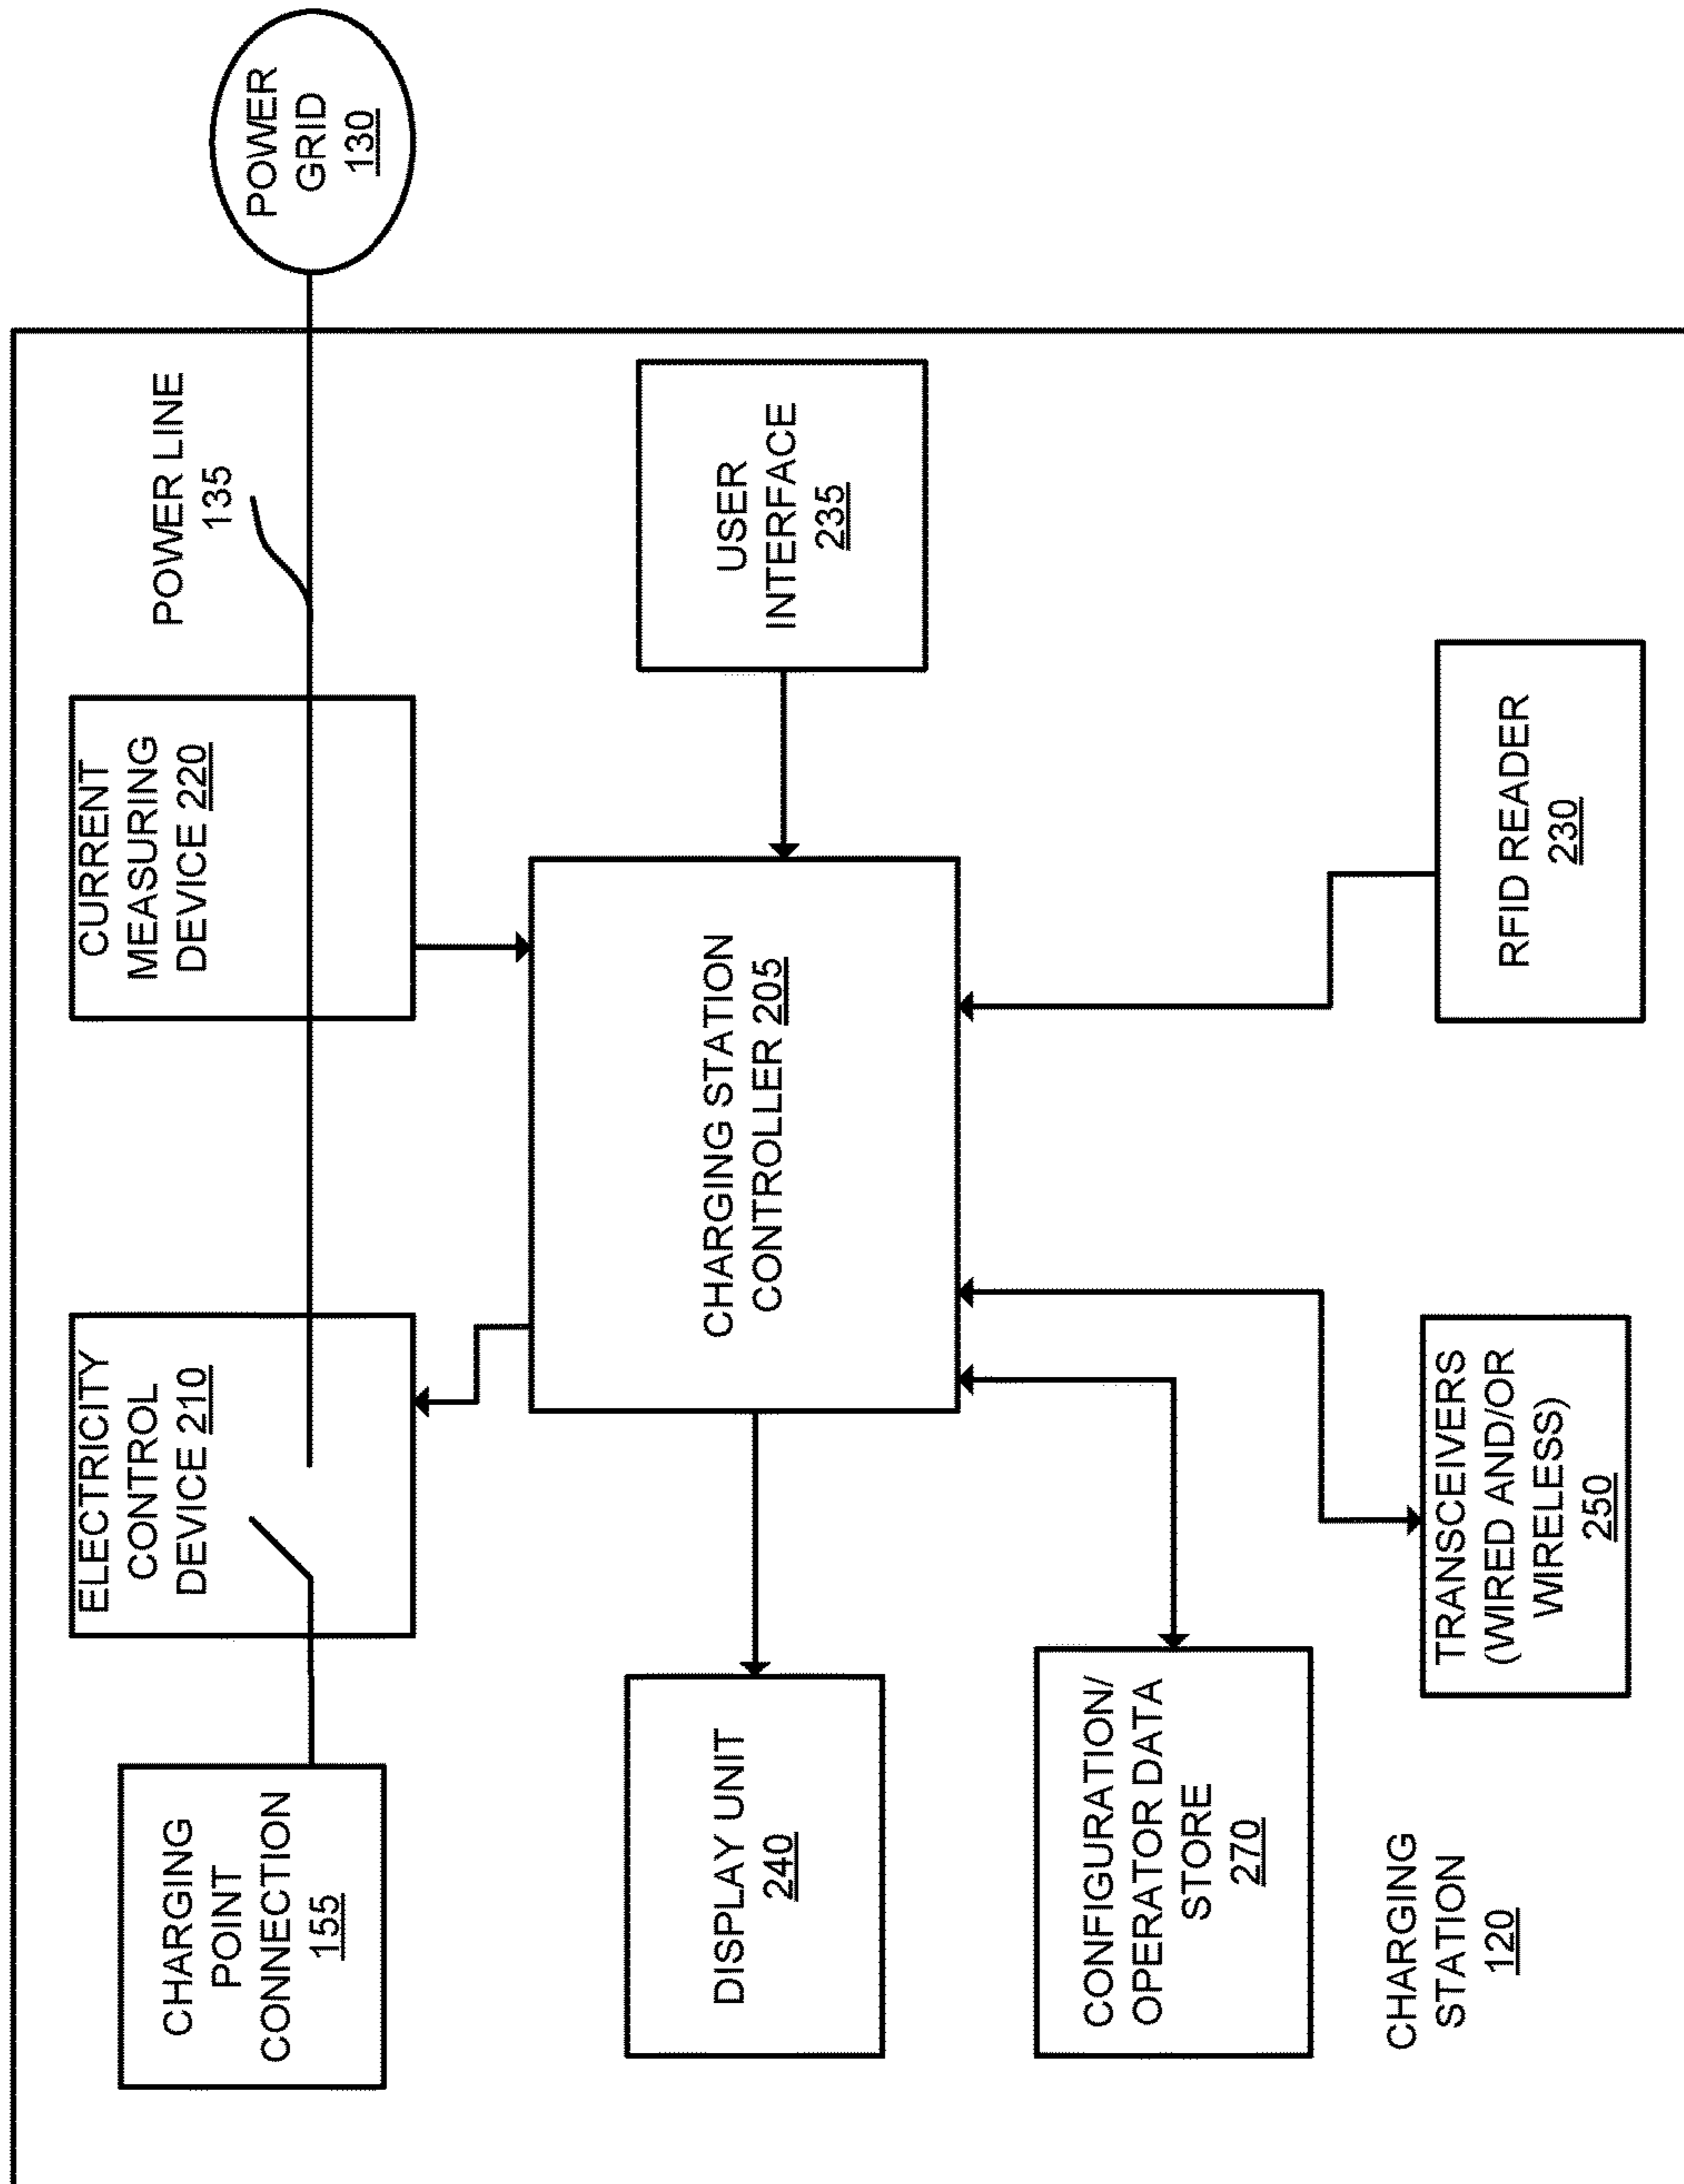 CHARGING
POINT
CONNECTION
155
ELECTRICITY
CONTROL
DEVICE 210
CURRENT
MEASURING
DEVICE 220
POWER LINE
135
POWER
GRID
130
DISPLAY UNIT
240
CHARGING STATION
CONTROLLER 205
USER
INTERFACE
235
CONFIGURATION/
OPERATOR DATA
STORE
270
CHARGING
STATION
120
TRANSCEIVERS
(WIRED AND/OR
WIRELESS)
250
RFID READER
230